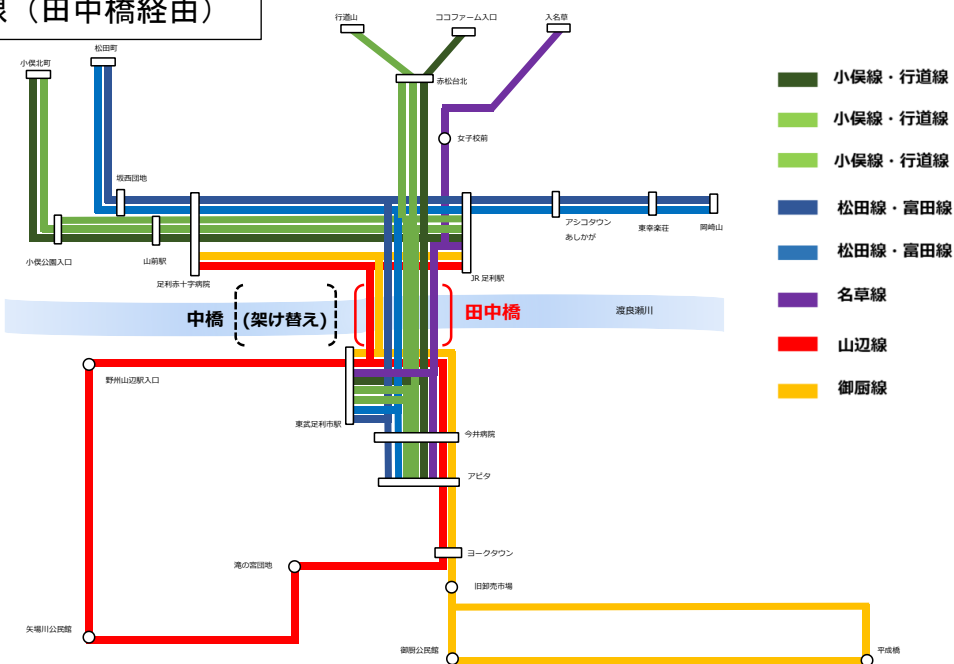 線（田中橋経由）
行道山
ココファーム入口
入名草
松田町
小俣北町
赤松台北
女子校前
坂西団地
アシコタウン
あしかが
東幸楽荘
岡崎山
小俣公園入口
山前駅
足利赤十字病院
JR 足利駅
中橋
(架け替え)
田中橋
渡良瀬川
野州山辺駅入口
東武足利市駅
今井病院
アピタ
ヨークタウン
滝の宮団地
旧卸売市場
矢場川公民館
御厨公民館
平成橋
小俣線・行道線
小俣線・行道線
小俣線・行道線
松田線・富田線
松田線・富田線
名草線
山辺線
御厨線